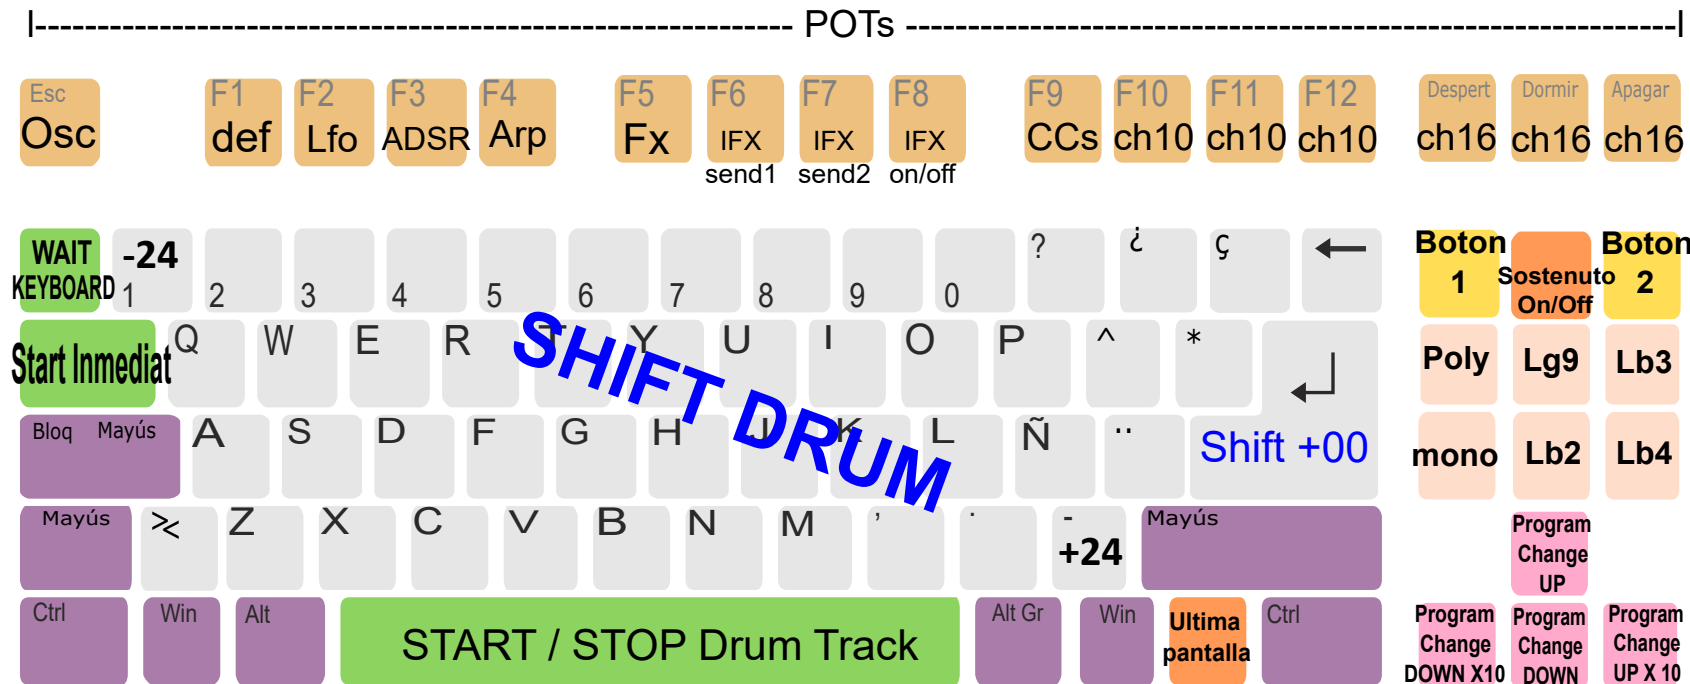 |------------------------------ POTs ------------------------------|
Esc
Osc
F1
def
F2
Lfo
F3
ADSR
F4
Arp
F5
Fx
F6
IFX
send1
F7
IFX
send2
F8
IFX
on/off
F9
CCs
F10
ch10
F11
ch10
F12
ch10
Despert
ch16
Dormir
ch16
Apagar
ch16
WAIT
KEYBOARD
-24
1
2
3
4
5
6
7
8
9
0
?
¿
ç
←
Boton
1
Sostenuto
On/Off
Boton
2
Start Inmediat
Q
W
E
R
T
Y
U
I
O
P
^
*
↵
SHIFT DRUM
Poly
Lg9
Lb3
Bloq Mayús
A
S
D
F
G
H
J
K
L
Ñ
¨
Shift +00
mono
Lb2
Lb4
Mayús
><
Z
X
C
V
B
N
M
,
.
-
+24
Mayús
Program
Change
UP
Ctrl
Win
Alt
START / STOP Drum Track
Alt Gr
Win
Ultima
pantalla
Ctrl
Program
Change
DOWN X10
Program
Change
DOWN
Program
Change
UP X 10